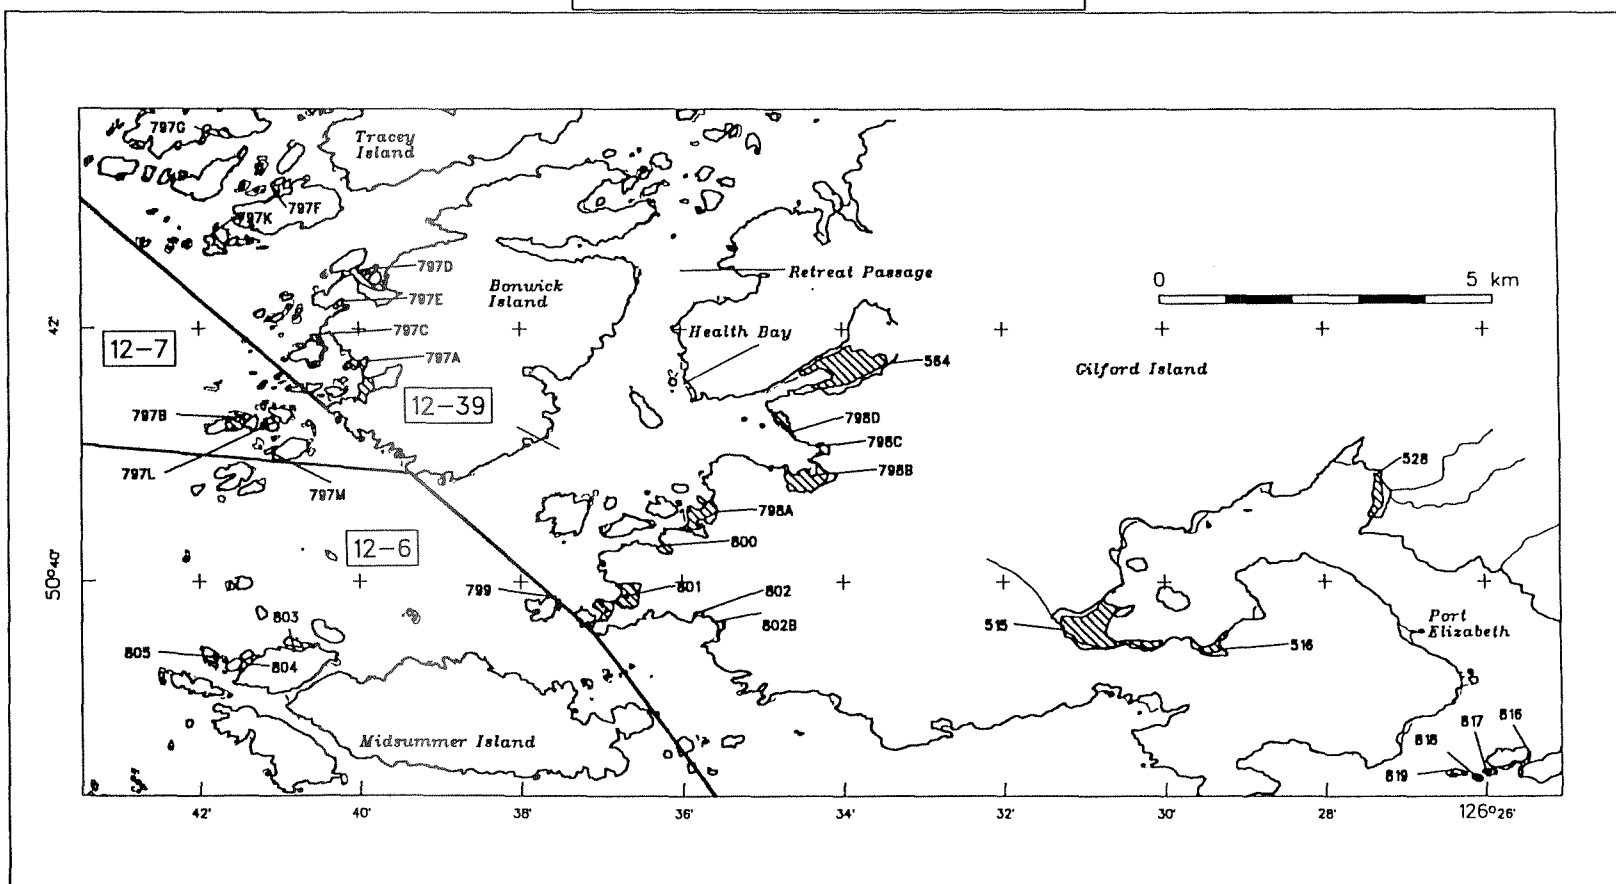 797G
Tracey
Island
797F
797K
797D
Retreat Passage
Bonwick
Island
797E
0 5 km
42'
797C
Health Bay
12-7
797A
564
Gilford Island
12-39
797B
798D
798C
528
797L
798B
797M
798A
800
12-6
50°40'
799
801
802
803
802B
515
Port
Elizabeth
516
805
804
Midsummer Island
817
816
818
819
42'
40'
38'
36'
34'
32'
30'
28'
126°26'